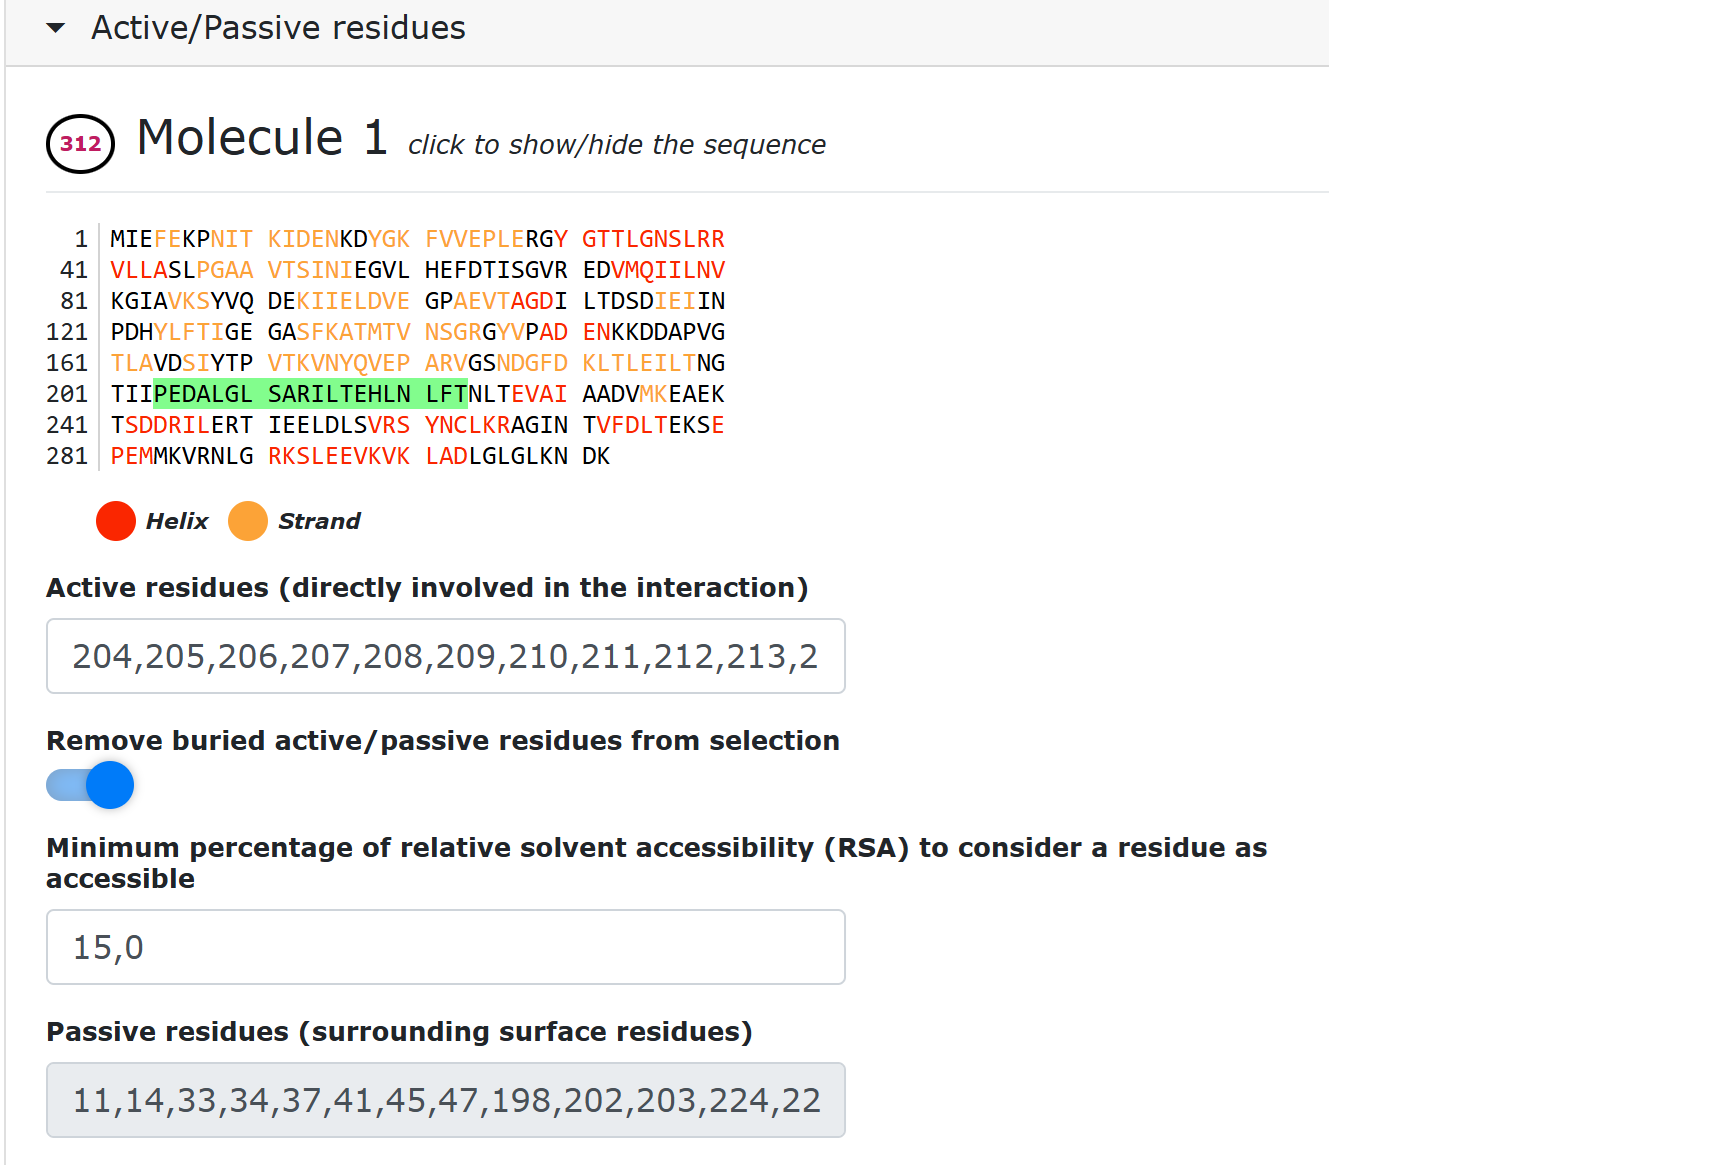 Active/Passive residues
312 Molecule 1 click to show/hide the sequence
1 MIEFEKPNIT KIDENKDYGK FVVEPLERGY GTTLGNSLRR
41 VLLASLPGAA VTSINIEGVL HEFDTISGVR EDVMQIILNV
81 KGIAVKSYVQ DEKIIELDVE GPAEVTAGDI LTDSDIEIIN
121 PDHYLFTIGE GASFKATMTV NSGRGYVPAD ENKKDDAPVG
161 TLAVDSIYTP VTKVNYQVEP ARVGSNDGFD KLTLEILTNG
201 TIIPEDALGL SARILTEHLN LFTNLTEVAI AADVMKEAEK
241 TSDDRILERT IEELDLSVRS YNCLKRAGIN TVFDLTEKSE
281 PEMMKVRNLG RKSLEEVKVK LADLGLGLKN DK
Helix Strand
Active residues (directly involved in the interaction)
204,205,206,207,208,209,210,211,212,213,2
Remove buried active/passive residues from selection
Minimum percentage of relative solvent accessibility (RSA) to consider a residue as
accessible
15,0
Passive residues (surrounding surface residues)
11,14,33,34,37,41,45,47,198,202,203,224,22